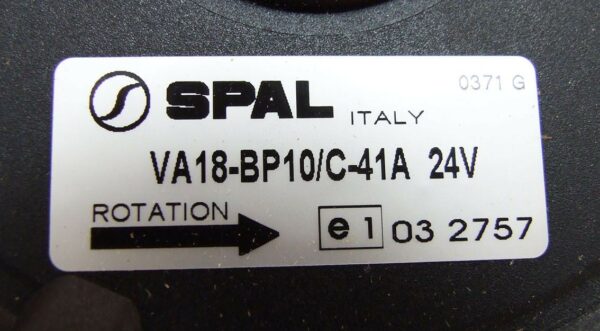 SPAL ITALY
0371 G
VA18-BP10/C-41A 24V
ROTATION
e1 03 2757